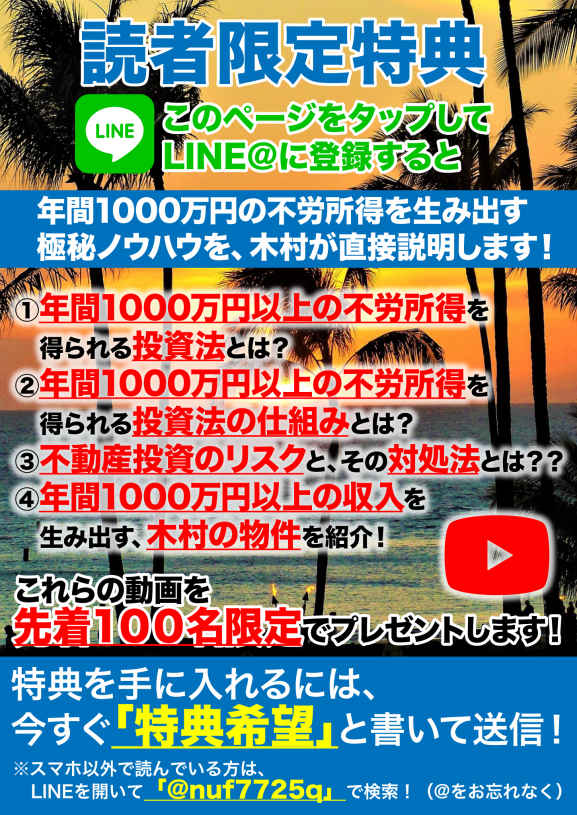 読者限定特典
LINE
このページをタップして
LINE@に登録すると
年間1000万円の不労所得を生み出す
極秘ノウハウを、木村が直接説明します！
①年間1000万円以上の不労所得を
得られる投資法とは？
②年間1000万円以上の不労所得を
得られる投資法の仕組みとは？
③不動産投資のリスクと、その対処法とは？？
④年間1000万円以上の収入を
生み出す、木村の物件を紹介！
これらの動画を
先着100名限定でプレゼントします！
特典を手に入れるには、
今すぐ「特典希望」と書いて送信！
※スマホ以外で読んでいる方は、
LINEを開いて「@nuf7725q」で検索！（@をお忘れなく）